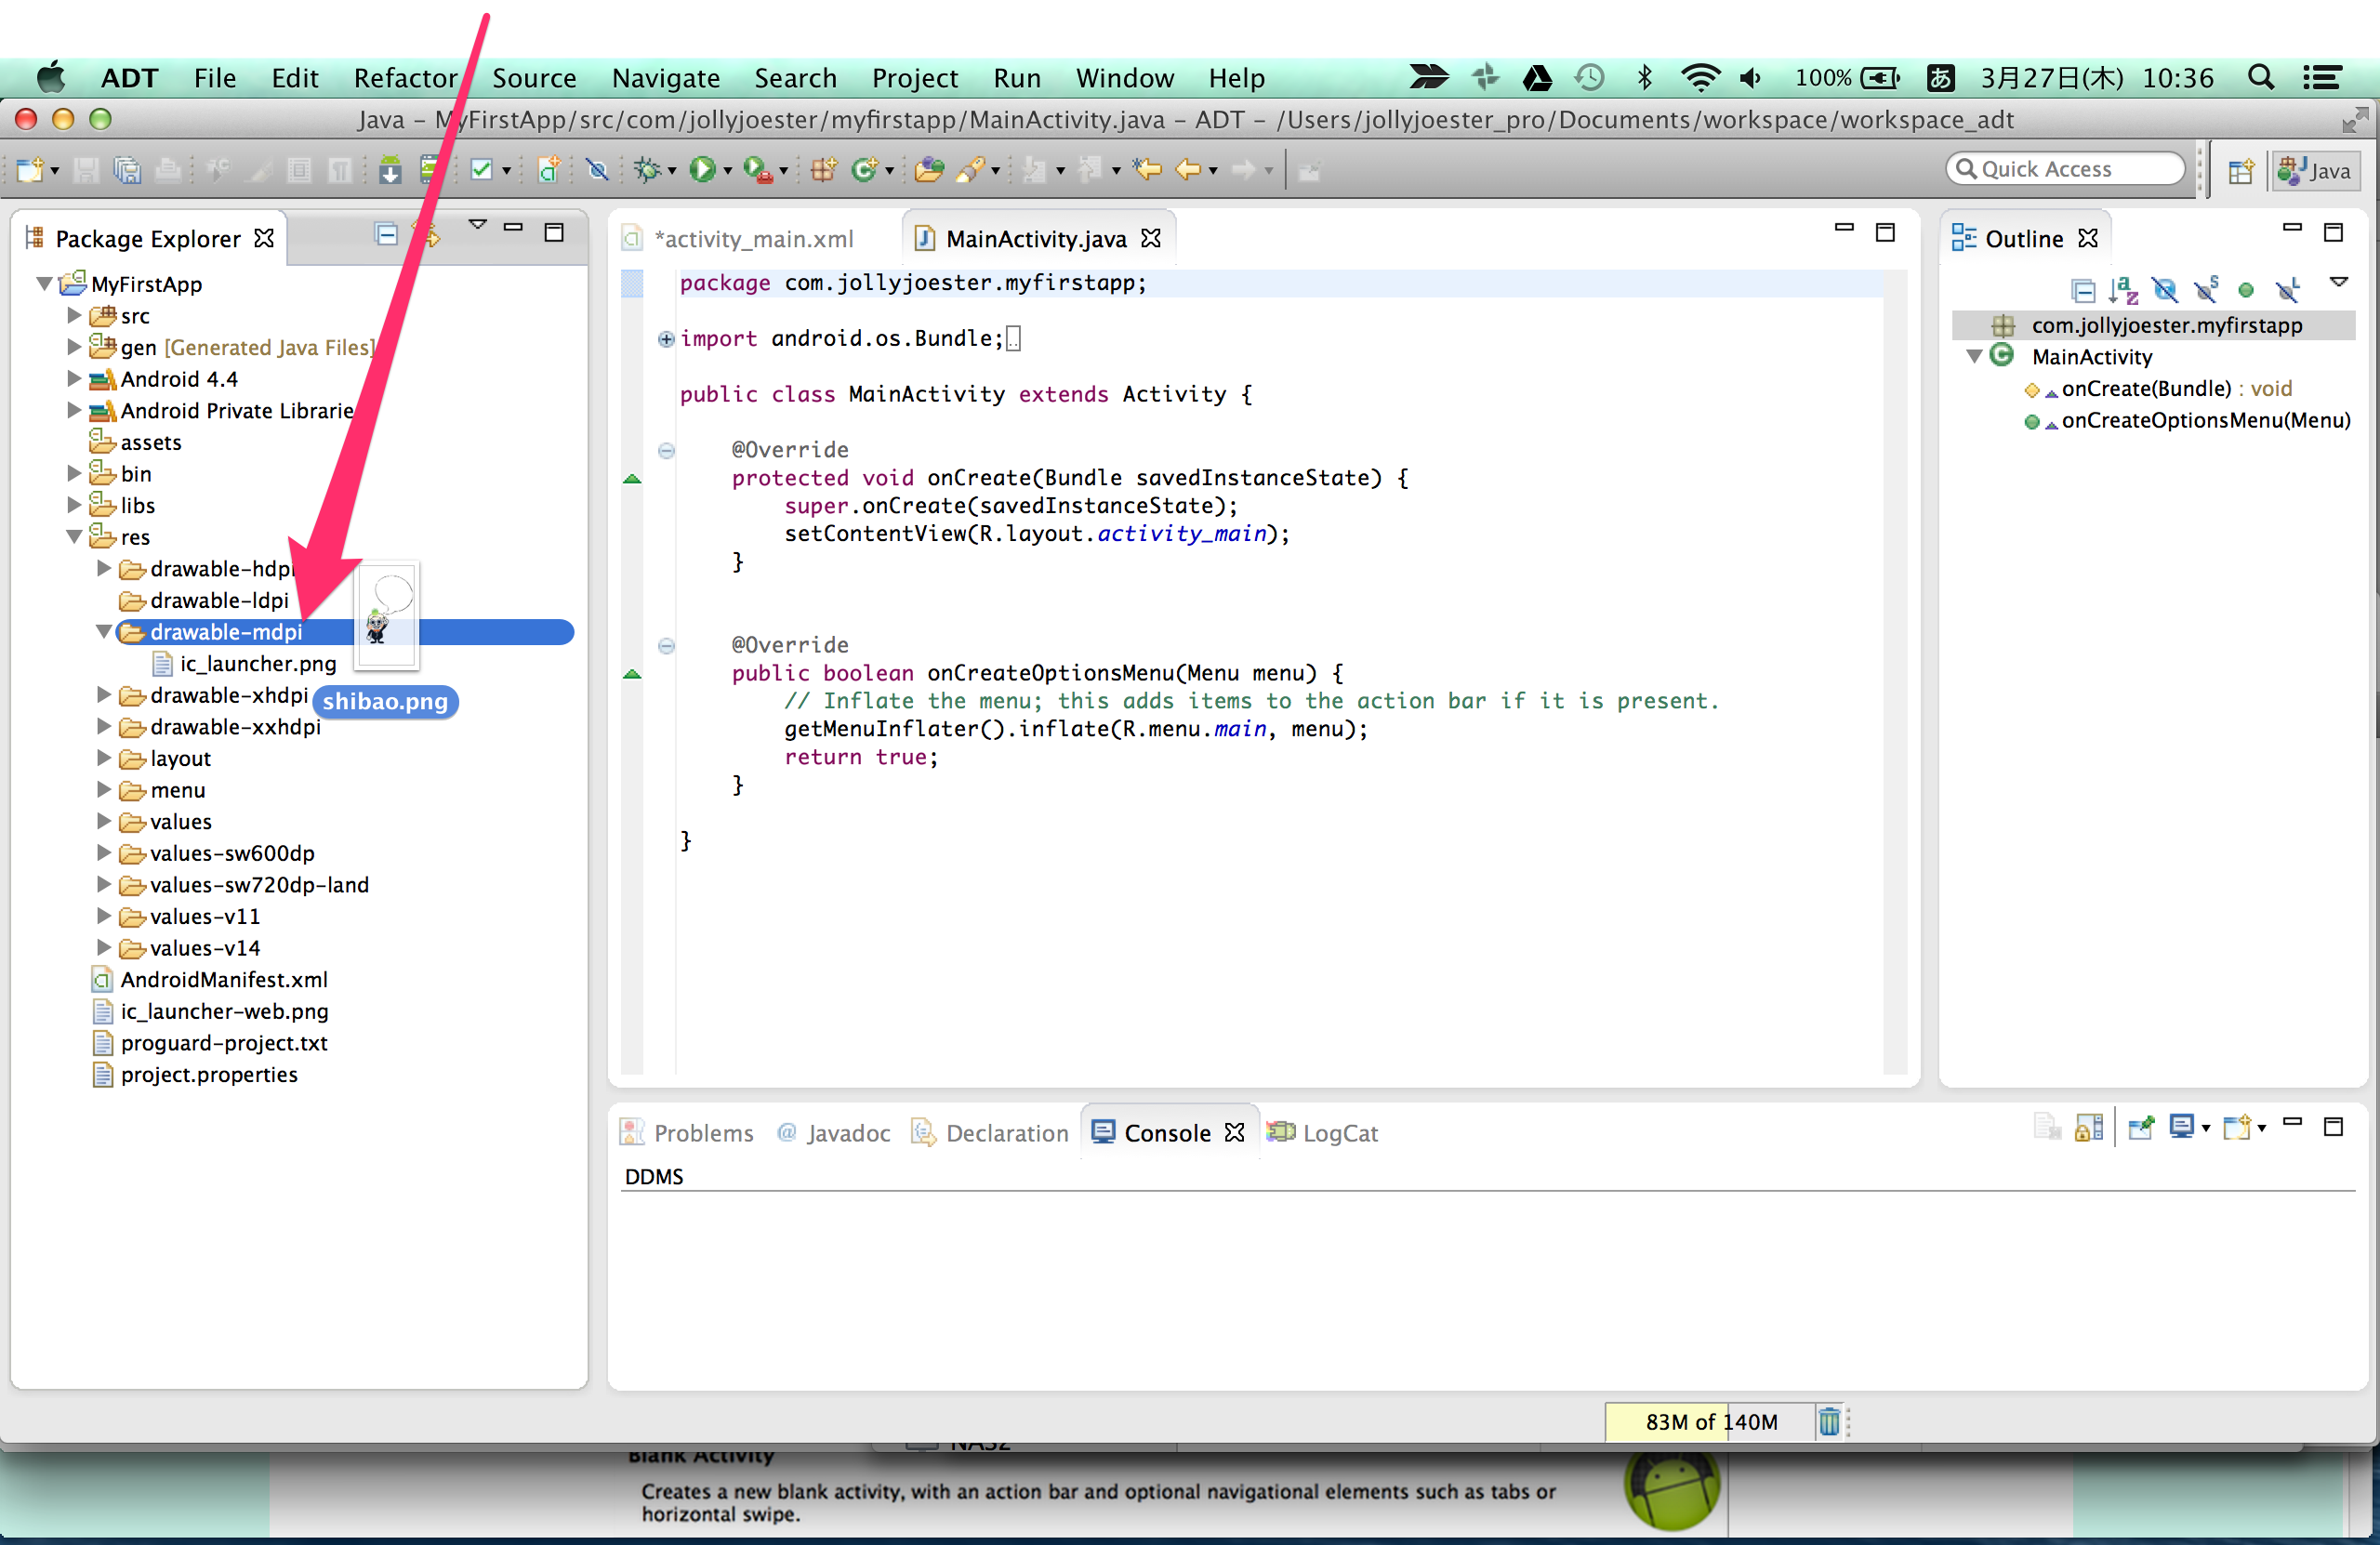 ADT File Edit Refactor Source Navigate Search Project Run Window Help 100% あ 3月27日(木) 10:36
Java – MyFirstApp/src/com/jollyjoester/myfirstapp/MainActivity.java – ADT – /Users/jollyjoester_pro/Documents/workspace/workspace_adt
Quick Access
Java
Package Explorer
MyFirstApp
src
gen [Generated Java Files]
Android 4.4
Android Private Librarie
assets
bin
libs
res
drawable-hdpi
drawable-ldpi
drawable-mdpi
ic_launcher.png
drawable-xhdpi
shibao.png
drawable-xxhdpi
layout
menu
values
values-sw600dp
values-sw720dp-land
values-v11
values-v14
AndroidManifest.xml
ic_launcher-web.png
proguard-project.txt
project.properties
*activity_main.xml
MainActivity.java
package com.jollyjoester.myfirstapp;
import android.os.Bundle;
public class MainActivity extends Activity {
@Override
protected void onCreate(Bundle savedInstanceState) {
super.onCreate(savedInstanceState);
setContentView(R.layout.activity_main);
}
@Override
public boolean onCreateOptionsMenu(Menu menu) {
// Inflate the menu; this adds items to the action bar if it is present.
getMenuInflater().inflate(R.menu.main, menu);
return true;
}
}
Outline
com.jollyjoester.myfirstapp
MainActivity
onCreate(Bundle) : void
onCreateOptionsMenu(Menu)
Problems @ Javadoc Declaration Console LogCat
DDMS
83M of 140M
NAS2
Blank Activity
Creates a new blank activity, with an action bar and optional navigational elements such as tabs or
horizontal swipe.